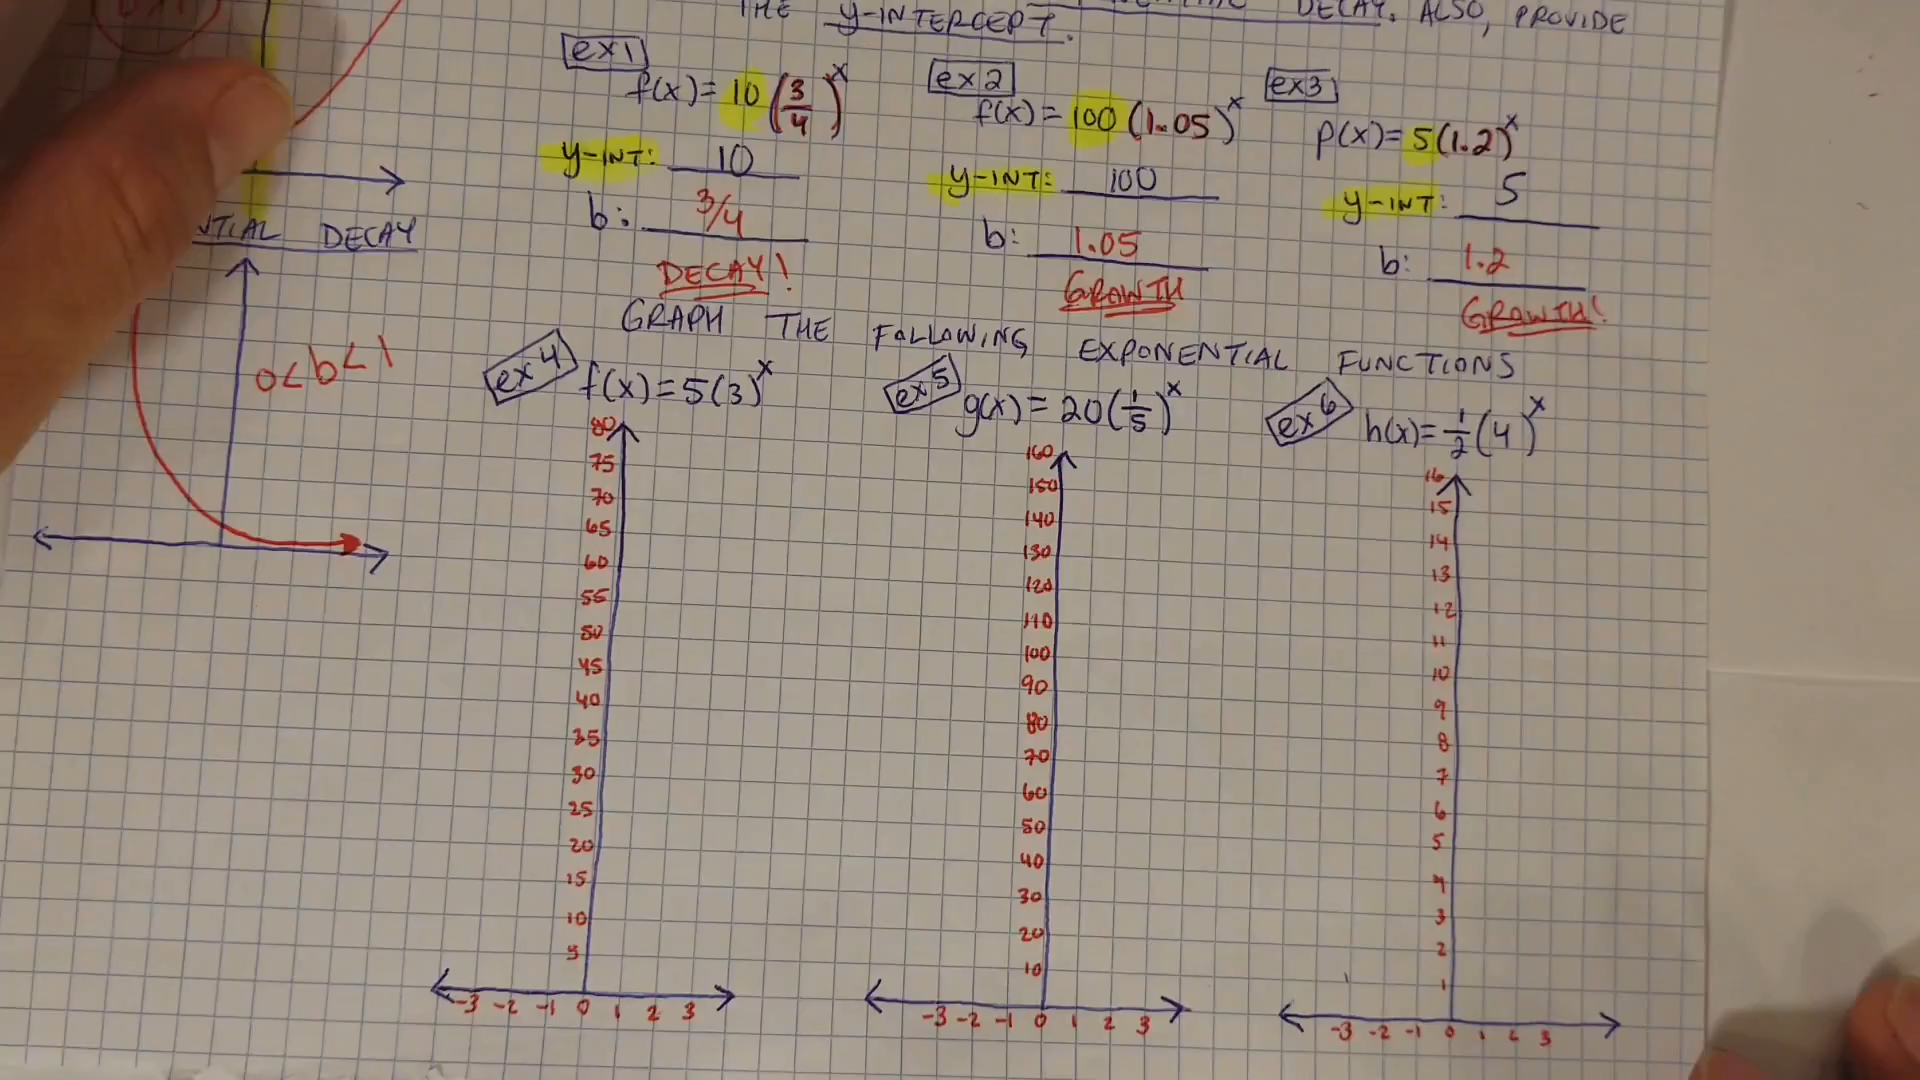 THE y-INTERCEPT. DECAY. ALSO, PROVIDE
ex1
f(x) = 10 (3/4)^x
y-INT: 10
b: 3/4
DECAY!
ex2
f(x) = 100 (1.05)^x
y-INT: 100
b: 1.05
GROWTH
ex3
P(x) = 5(1.2)^x
y-INT: 5
b: 1.2
GROWTH!
DECAY
0<b<1
GRAPH THE FOLLOWING EXPONENTIAL FUNCTIONS
ex4 f(x) = 5(3)^x
80
75
70
65
60
55
50
45
40
35
30
25
20
15
10
5
-3 -2 -1 0 1 2 3
ex5 g(x) = 20(1/5)^x
160
150
140
130
120
110
100
90
80
70
60
50
40
30
20
10
-3 -2 -1 0 1 2 3
ex6 h(x) = 1/2 (4)^x
16
15
14
13
12
11
10
9
8
7
6
5
4
3
2
1
-3 -2 -1 0 1 2 3